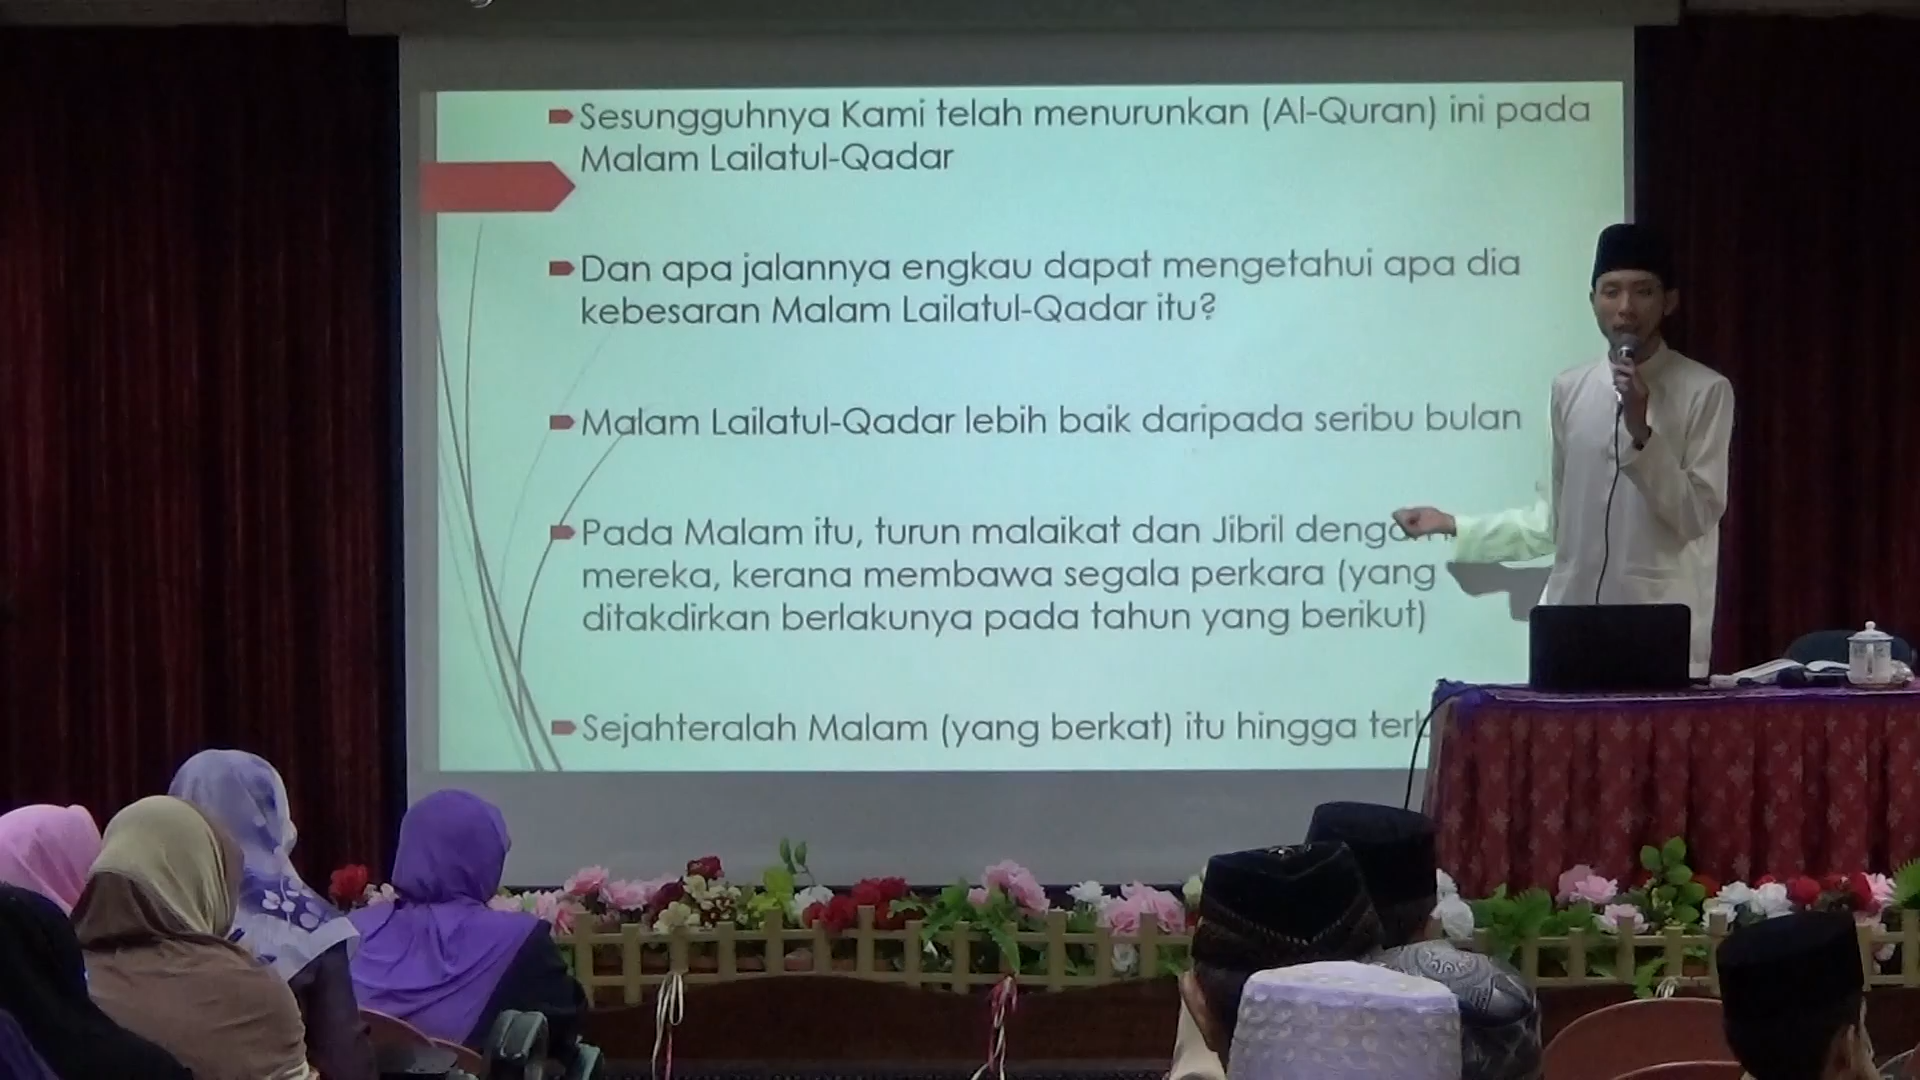 Sesungguhnya Kami telah menurunkan (Al-Quran) ini pada
Malam Lailatul-Qadar
Dan apa jalannya engkau dapat mengetahui apa dia
kebesaran Malam Lailatul-Qadar itu?
Malam Lailatul-Qadar lebih baik daripada seribu bulan
Pada Malam itu, turun malaikat dan Jibril dengan
mereka, kerana membawa segala perkara (yang
ditakdirkan berlakunya pada tahun yang berikut)
Sejahteralah Malam (yang berkat) itu hingga